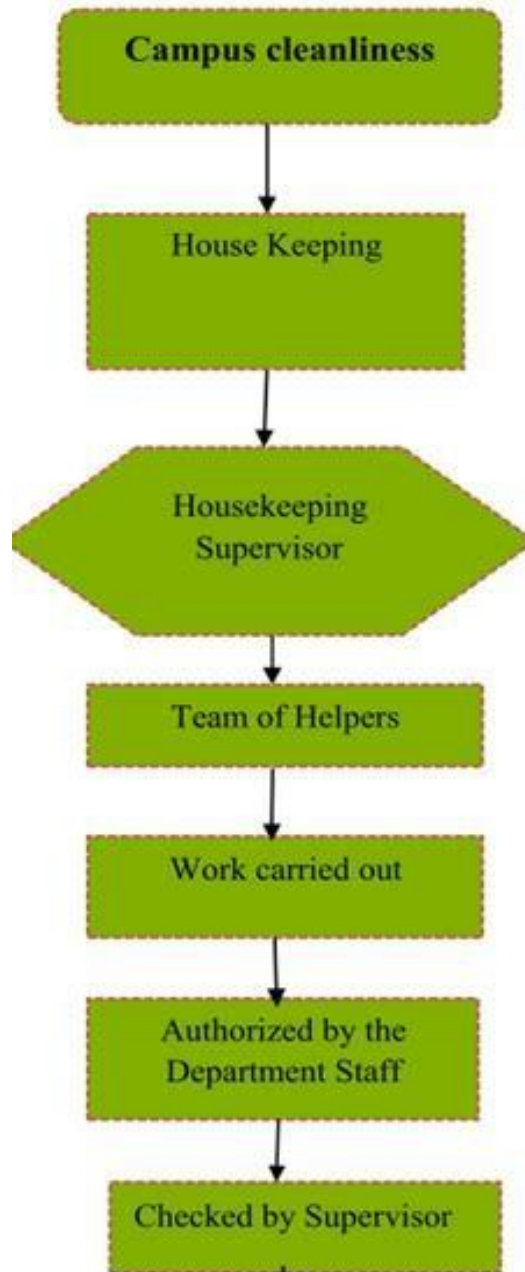 Campus cleanliness
House Keeping
Housekeeping
Supervisor
Team of Helpers
Work carried out
Authorized by the
Department Staff
Checked by Supervisor